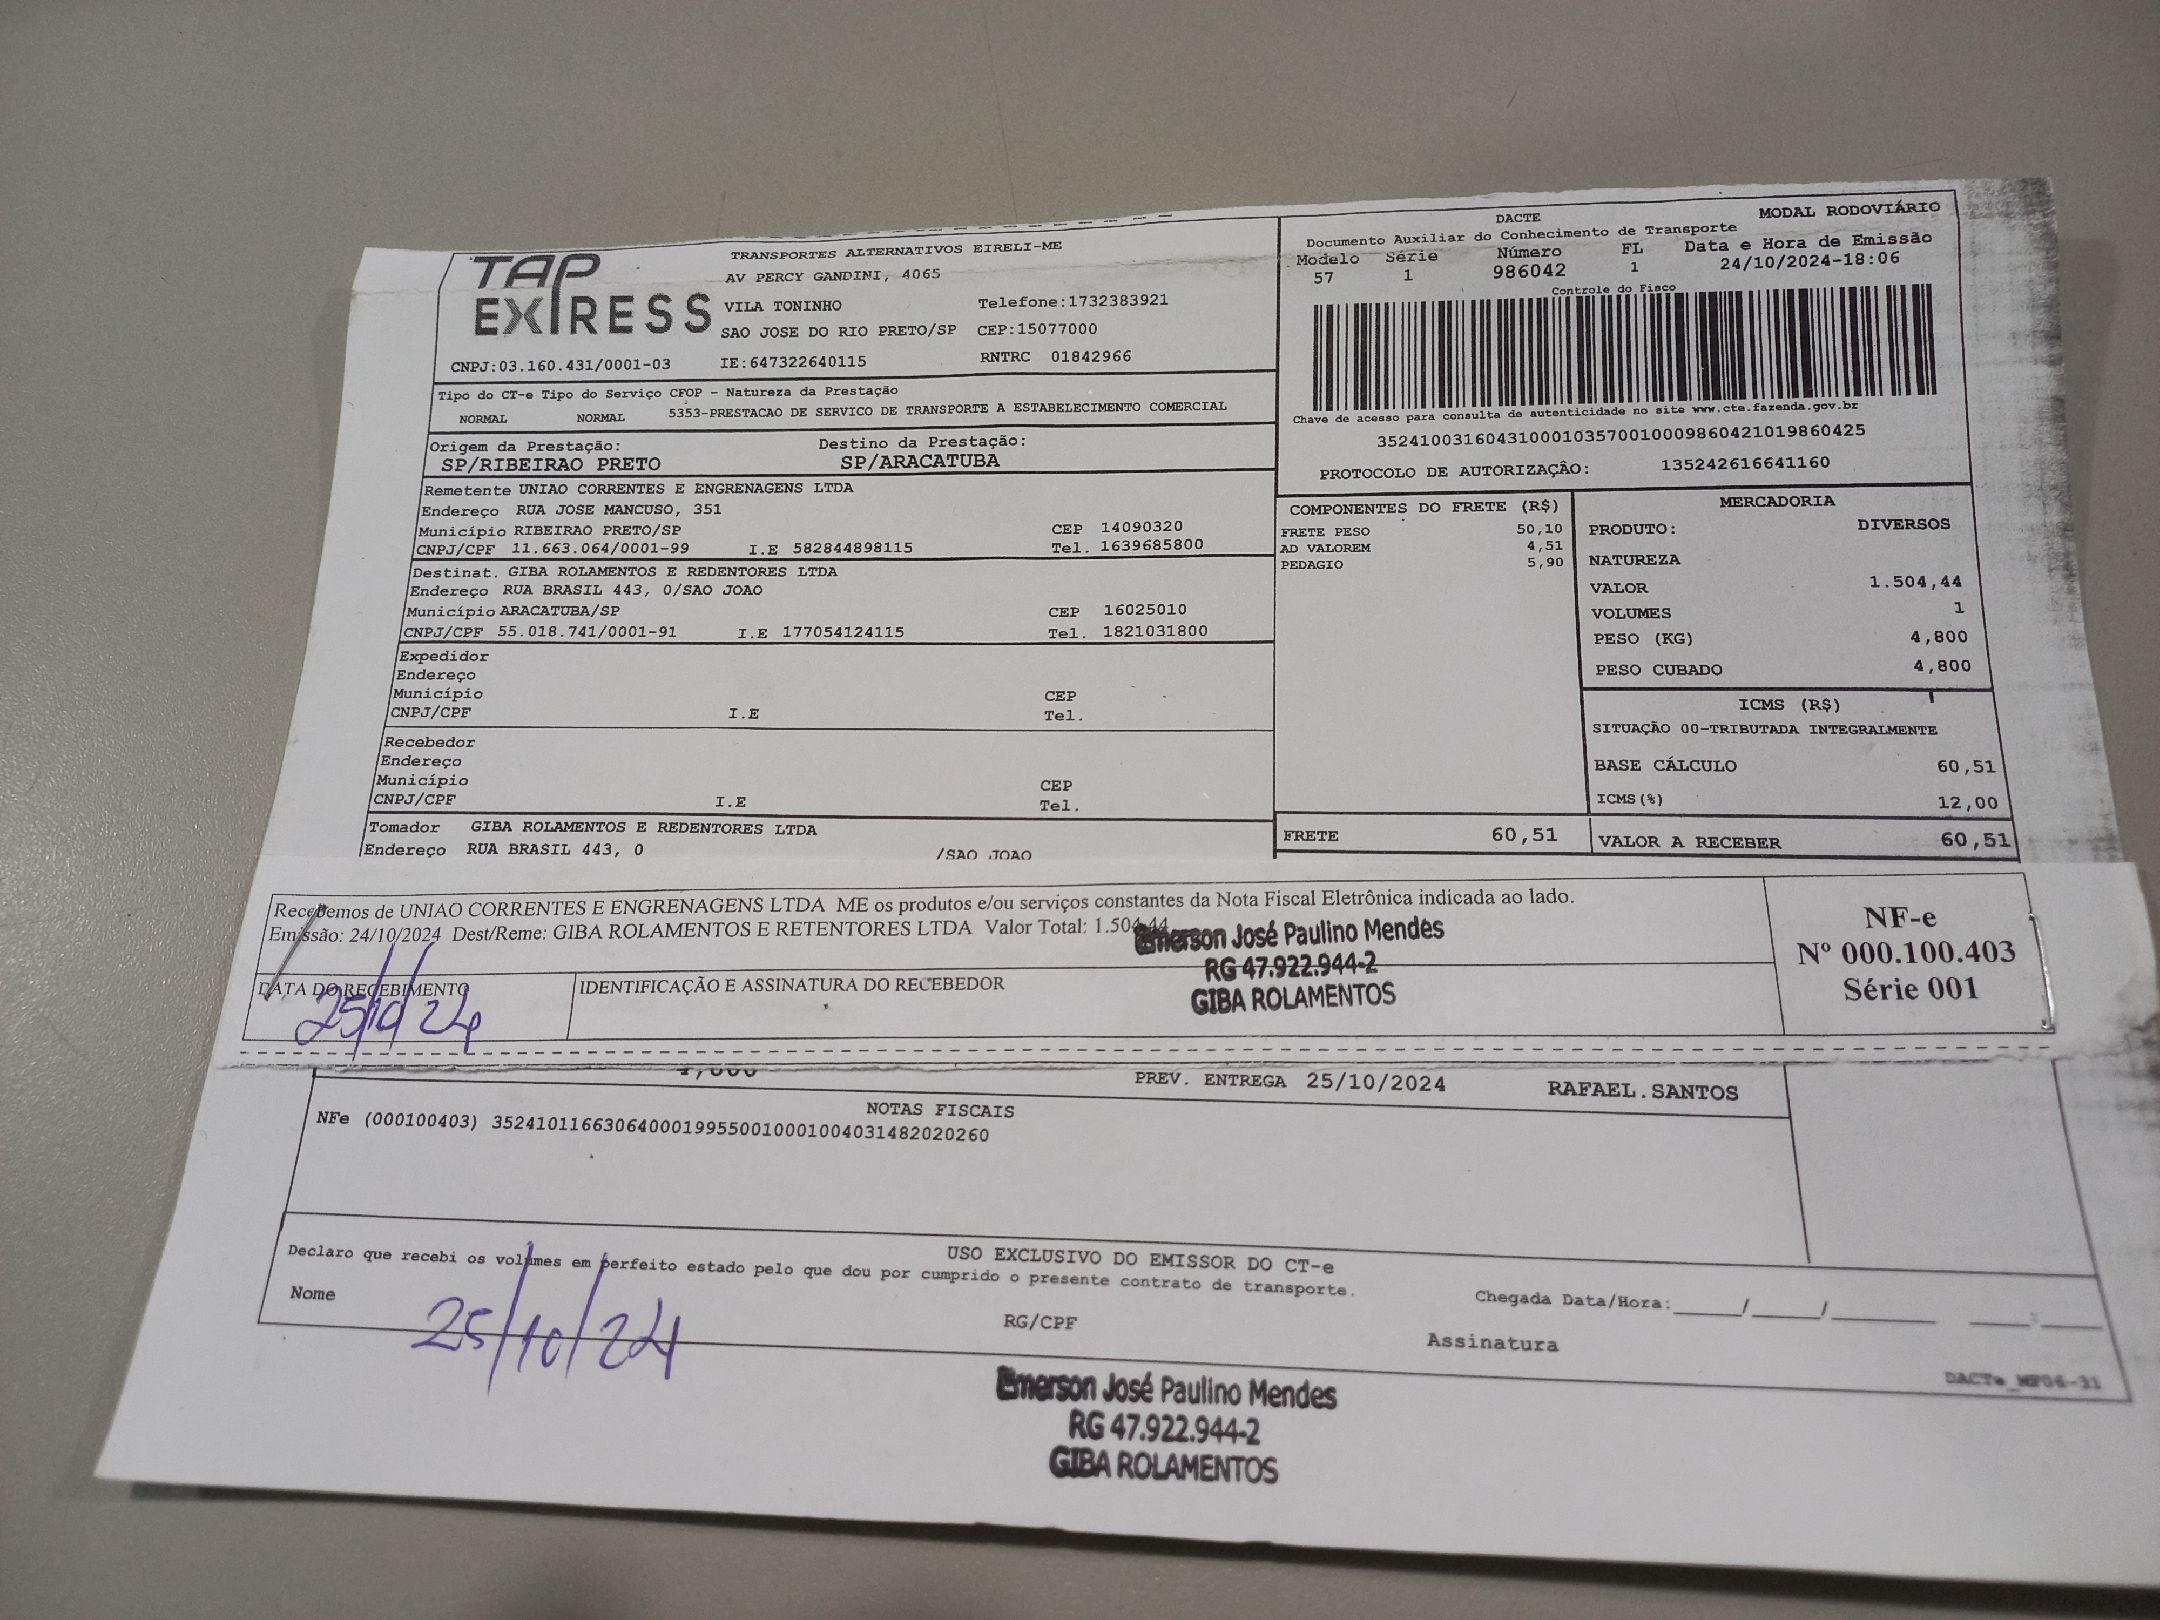 TAP
EXPRESS
TRANSPORTES ALTERNATIVOS EIRELI-ME
AV PERCY GANDINI, 4065
VILA TONINHO Telefone:1732383921
SAO JOSE DO RIO PRETO/SP CEP:15077000
CNPJ:03.160.431/0001-03 IE:647322640115 RNTRC 01842966
DACTE MODAL RODOVIÁRIO
Documento Auxiliar do Conhecimento de Transporte
Modelo Série Número FL Data e Hora de Emissão
57 1 986042 1 24/10/2024-18:06
Controle do Fisco
Chave de acesso para consulta de autenticidade no site www.cte.fazenda.gov.br
35241003160431000103570010009860421019860425
PROTOCOLO DE AUTORIZAÇÃO: 135242616641160
Tipo do CT-e Tipo do Serviço CFOP - Natureza da Prestação
NORMAL NORMAL 5353-PRESTACAO DE SERVICO DE TRANSPORTE A ESTABELECIMENTO COMERCIAL
Origem da Prestação: Destino da Prestação:
SP/RIBEIRAO PRETO SP/ARACATUBA
Remetente UNIAO CORRENTES E ENGRENAGENS LTDA
Endereço RUA JOSE MANCUSO, 351
Município RIBEIRAO PRETO/SP CEP 14090320
CNPJ/CPF 11.663.064/0001-99 I.E 582844898115 Tel. 1639685800
Destinat. GIBA ROLAMENTOS E REDENTORES LTDA
Endereço RUA BRASIL 443, 0/SAO JOAO
Município ARACATUBA/SP CEP 16025010
CNPJ/CPF 55.018.741/0001-91 I.E 177054124115 Tel. 1821031800
Expedidor
Endereço
Município CEP
CNPJ/CPF I.E Tel.
Recebedor
Endereço
Município CEP
CNPJ/CPF I.E Tel.
Tomador GIBA ROLAMENTOS E REDENTORES LTDA
Endereço RUA BRASIL 443, 0 /SAO JOAO
COMPONENTES DO FRETE (R$)
FRETE PESO 50,10
AD VALOREM 4,51
PEDAGIO 5,90
FRETE 60,51
MERCADORIA
PRODUTO: DIVERSOS
NATUREZA
VALOR 1.504,44
VOLUMES 1
PESO (KG) 4,800
PESO CUBADO 4,800
ICMS (R$)
SITUAÇÃO 00-TRIBUTADA INTEGRALMENTE
BASE CÁLCULO 60,51
ICMS(%) 12,00
VALOR A RECEBER 60,51
Recebemos de UNIAO CORRENTES E ENGRENAGENS LTDA ME os produtos e/ou serviços constantes da Nota Fiscal Eletrônica indicada ao lado.
Emissão: 24/10/2024 Dest/Reme: GIBA ROLAMENTOS E RETENTORES LTDA Valor Total: 1.504,44
Emerson José Paulino Mendes
RG 47.922.944-2
GIBA ROLAMENTOS
DATA DO RECEBIMENTO IDENTIFICAÇÃO E ASSINATURA DO RECEBEDOR
25/10/24
NF-e
Nº 000.100.403
Série 001
4,800 PREV. ENTREGA 25/10/2024 RAFAEL.SANTOS
NOTAS FISCAIS
NFe (000100403) 35241011663064000199550010001004031482020260
USO EXCLUSIVO DO EMISSOR DO CT-e
Declaro que recebi os volumes em perfeito estado pelo que dou por cumprido o presente contrato de transporte.
Nome RG/CPF Chegada Data/Hora:_____/_____/_______ ____:____
25/10/24
Assinatura
DACTe_MF06-31
Emerson José Paulino Mendes
RG 47.922.944-2
GIBA ROLAMENTOS